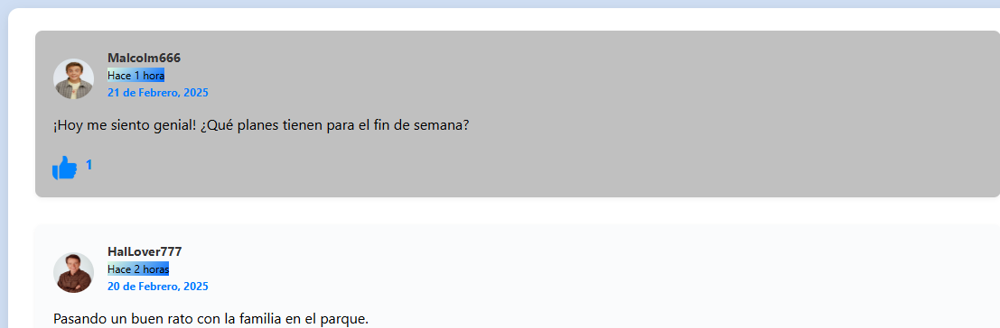 Malcolm666
Hace 1 hora
21 de Febrero, 2025
¡Hoy me siento genial! ¿Qué planes tienen para el fin de semana?
1
HalLover777
Hace 2 horas
20 de Febrero, 2025
Pasando un buen rato con la familia en el parque.